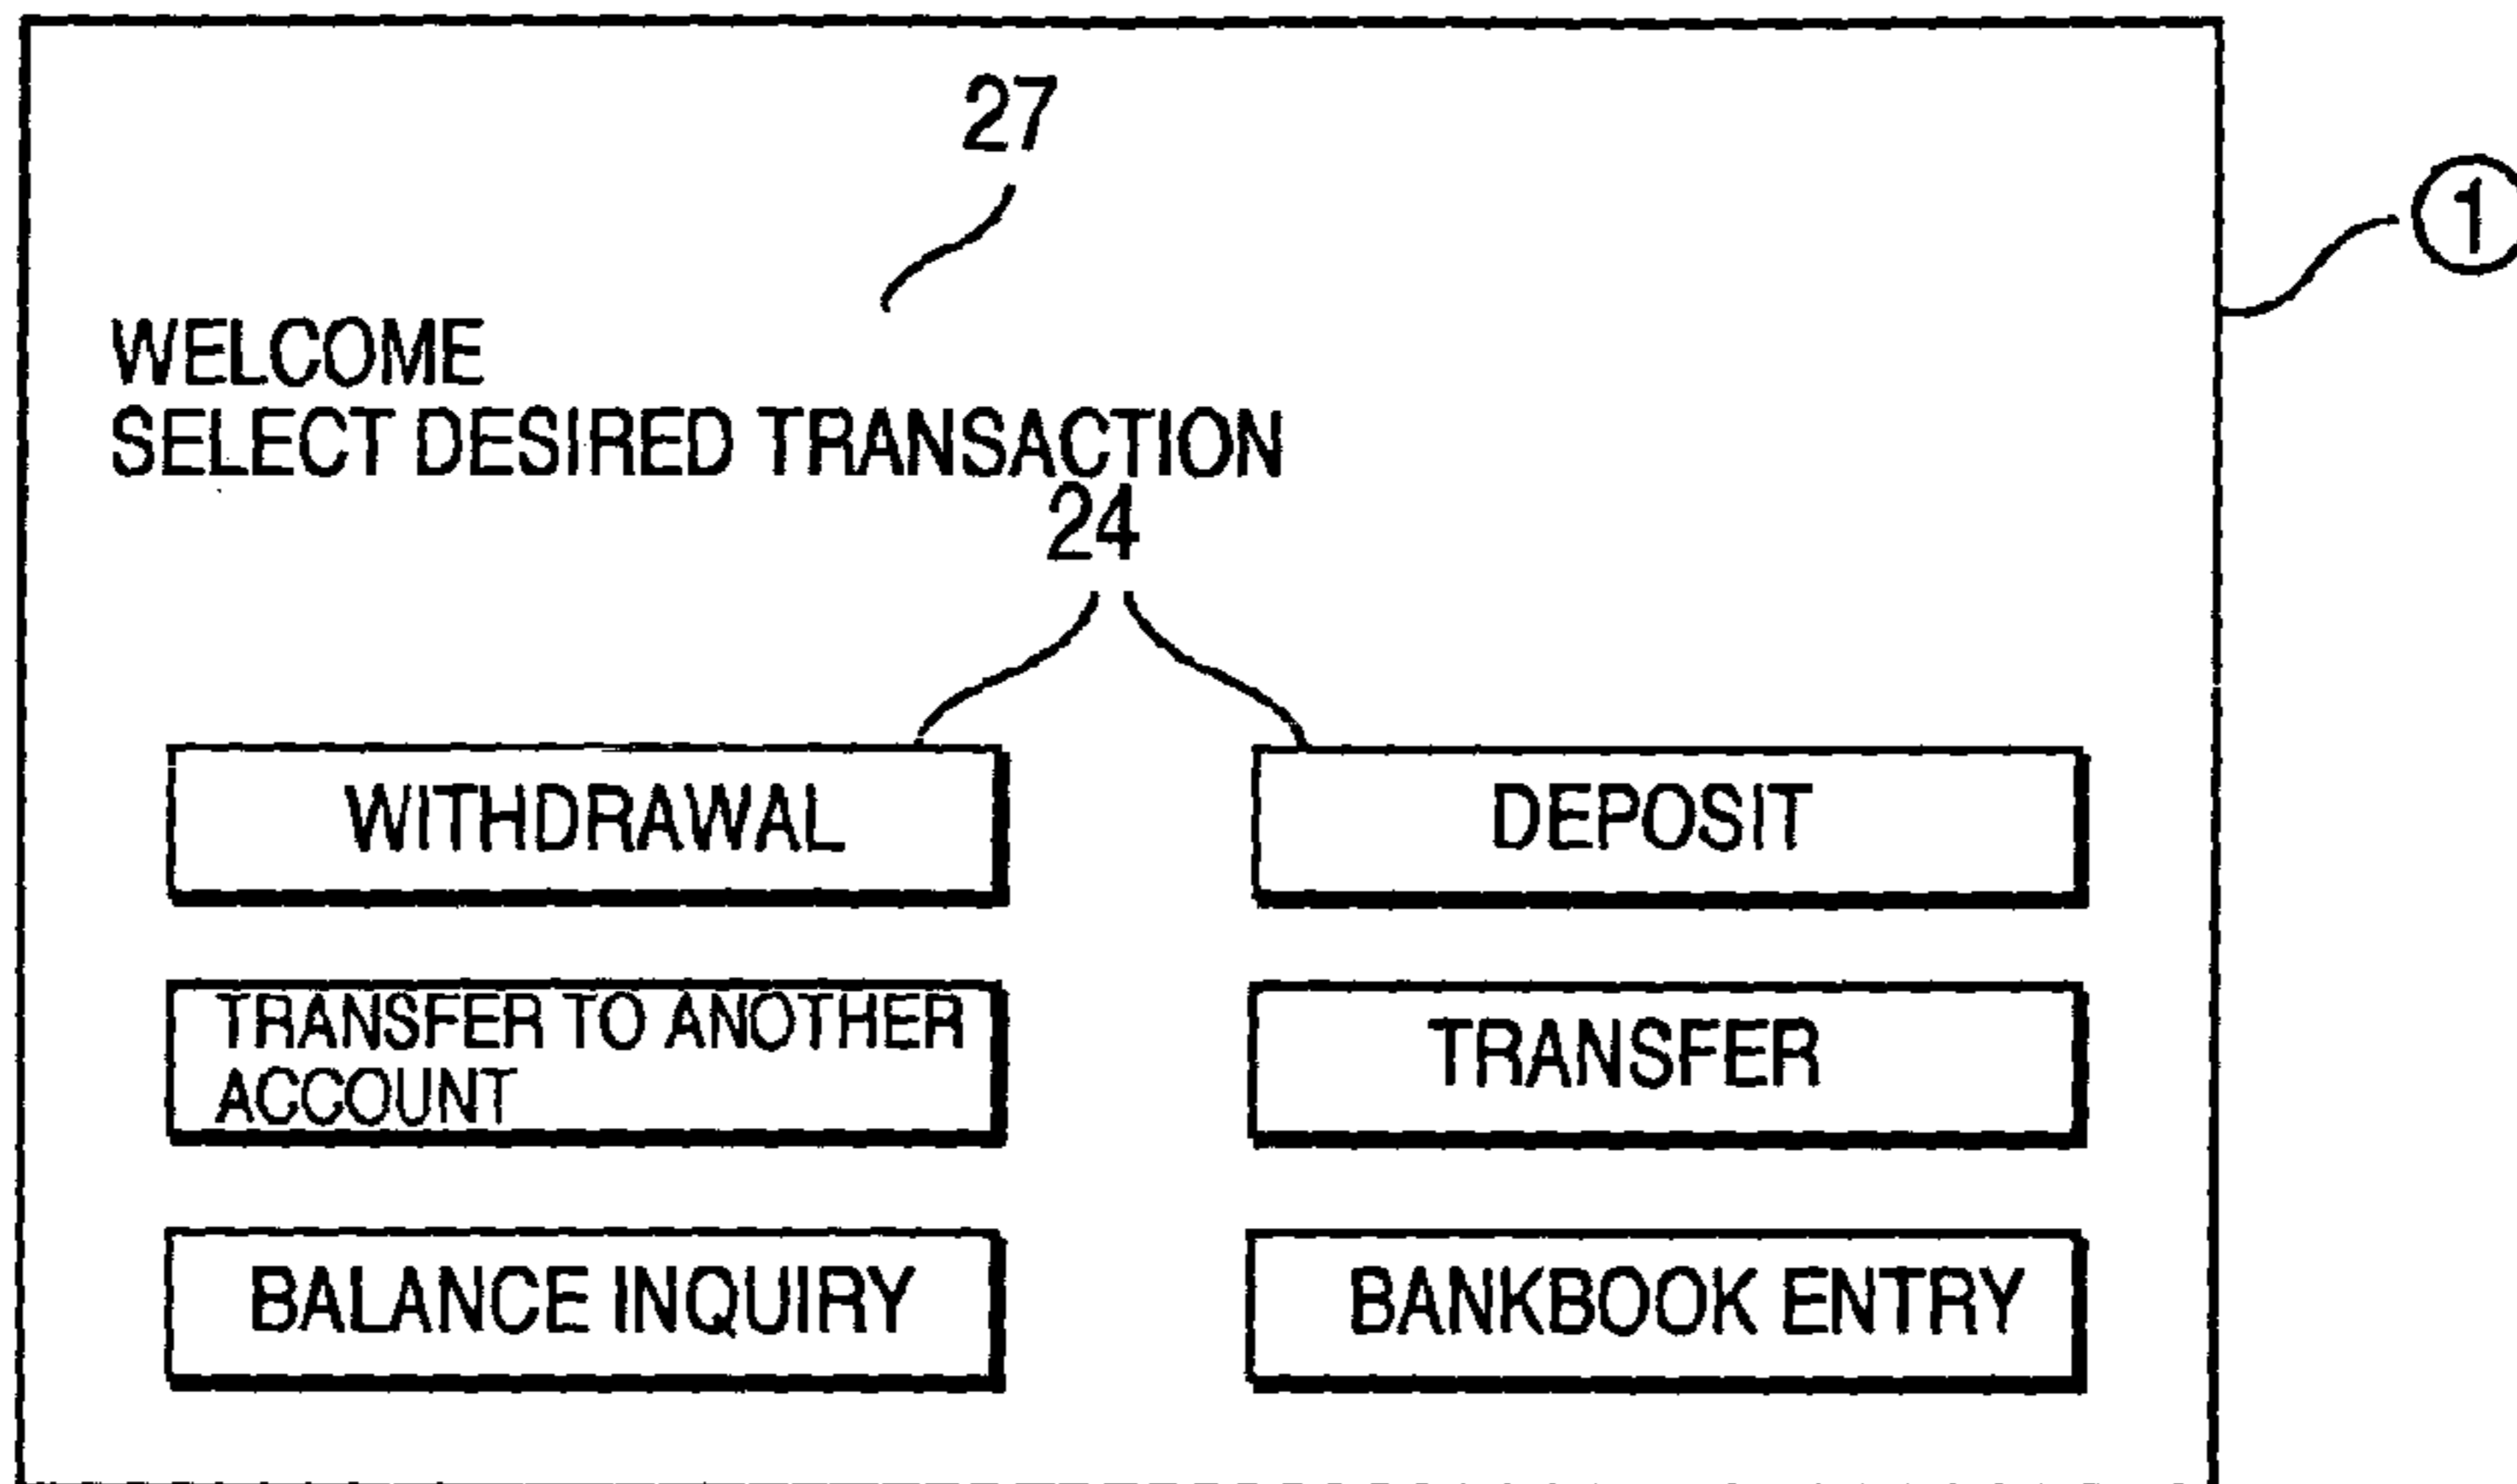 27
1
WELCOME
SELECT DESIRED TRANSACTION
24
WITHDRAWAL
DEPOSIT
TRANSFER TO ANOTHER
ACCOUNT
TRANSFER
BALANCE INQUIRY
BANKBOOK ENTRY